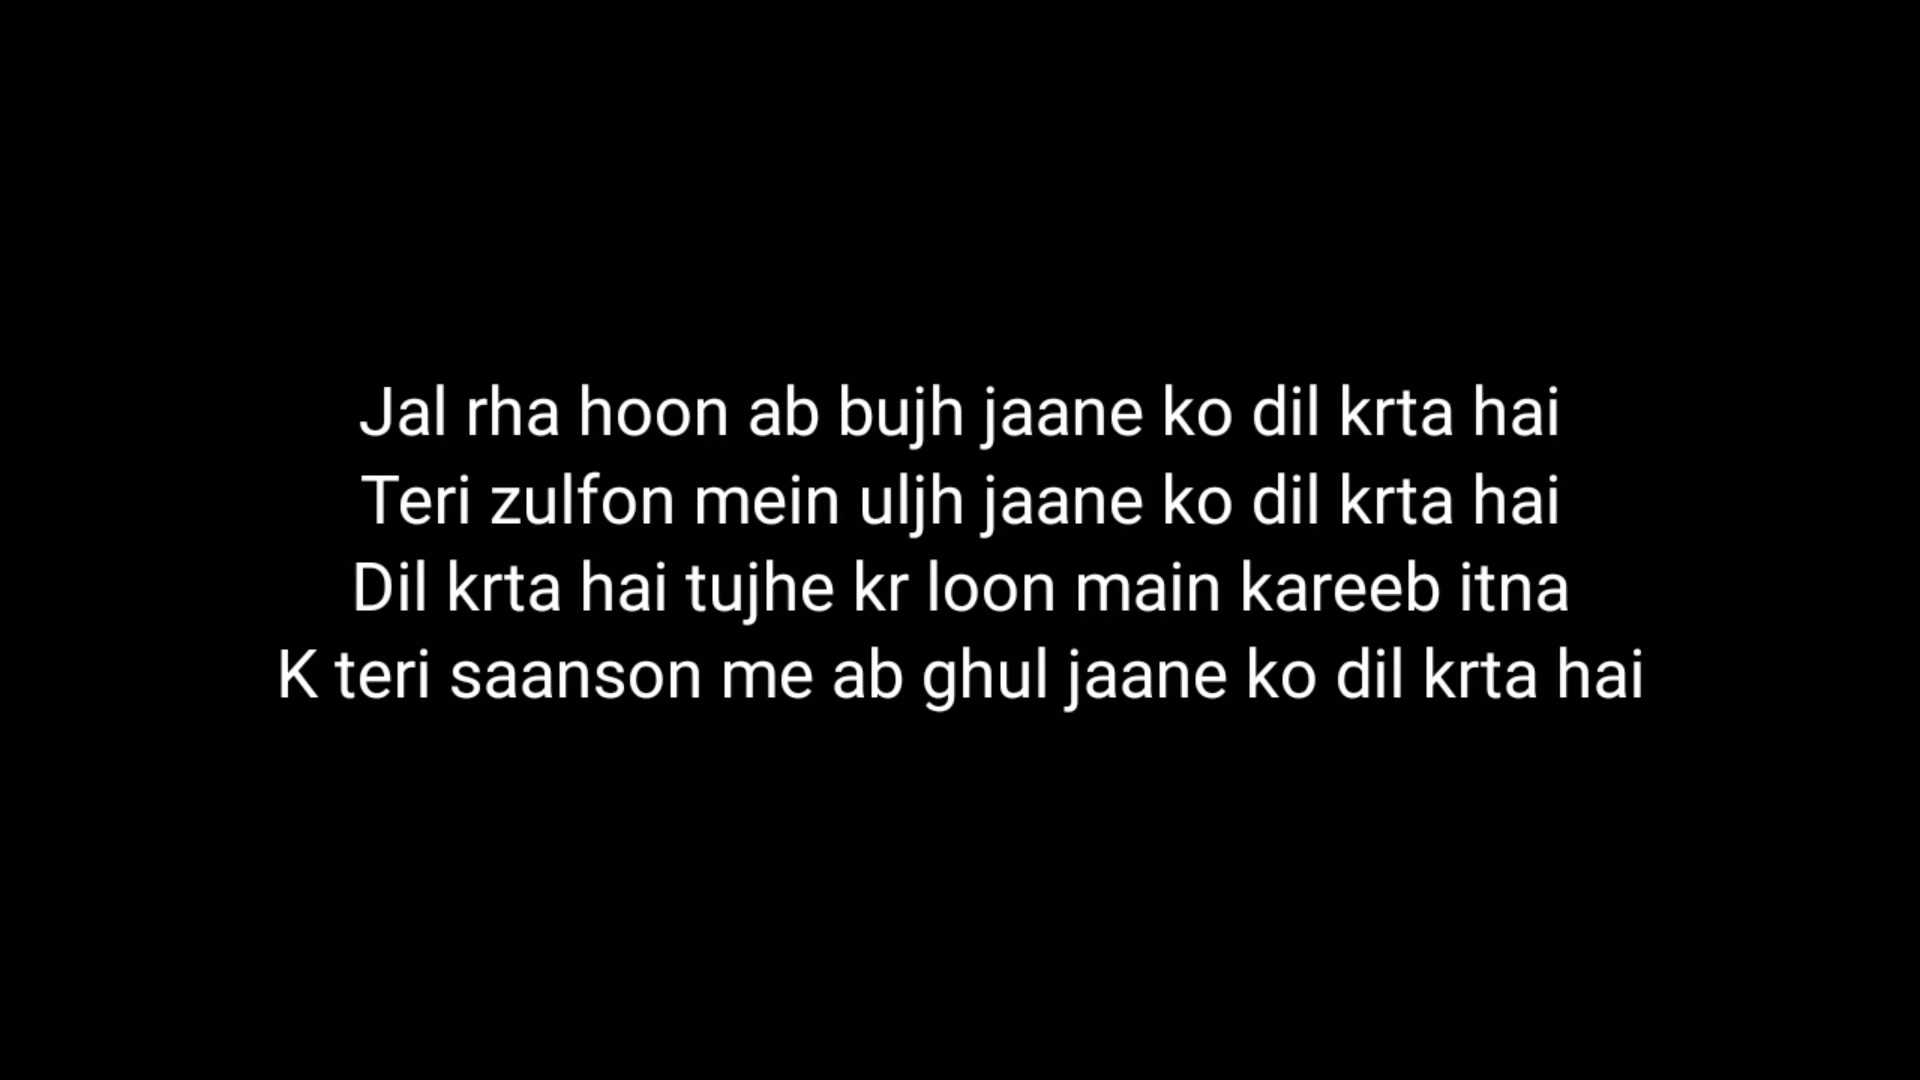 Jal rha hoon ab bujh jaane ko dil krta hai
Teri zulfon mein uljh jaane ko dil krta hai
Dil krta hai tujhe kr loon main kareeb itna
K teri saanson me ab ghul jaane ko dil krta hai